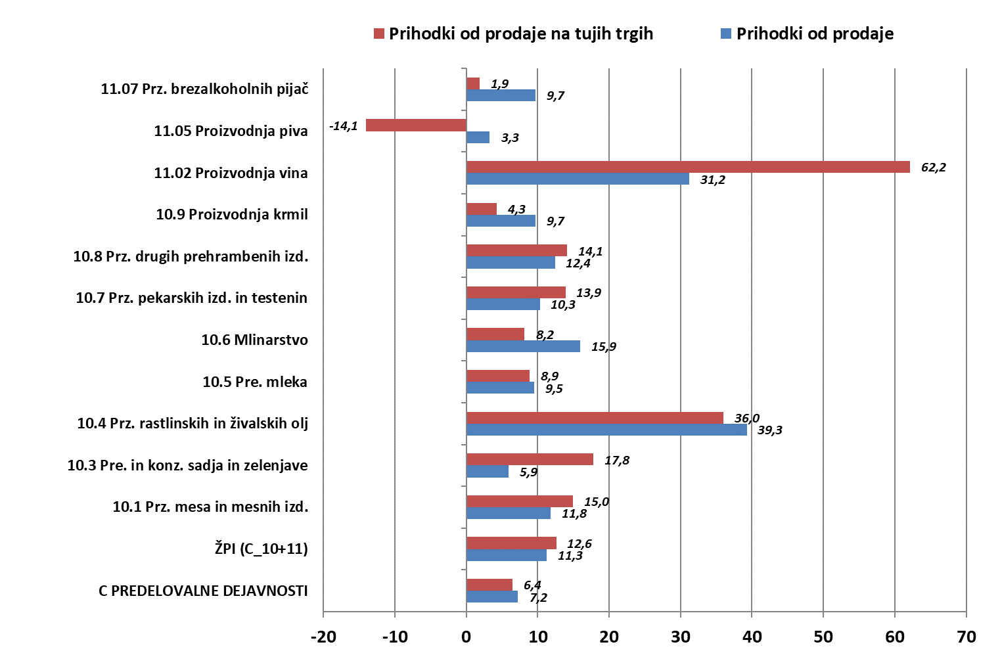 Prihodki od prodaje na tujih trgih Prihodki od prodaje
11.07 Prz. brezalkoholnih pijač 1,9
9,7
11.05 Proizvodnja piva -14,1
3,3
11.02 Proizvodnja vina 62,2
31,2
10.9 Proizvodnja krmil 4,3
9,7
10.8 Prz. drugih prehrambenih izd. 14,1
12,4
10.7 Prz. pekarskih izd. in testenin 13,9
10,3
10.6 Mlinarstvo 8,2
15,9
10.5 Pre. mleka 8,9
9,5
10.4 Prz. rastlinskih in živalskih olj 36,0
39,3
10.3 Pre. in konz. sadja in zelenjave 17,8
5,9
10.1 Prz. mesa in mesnih izd. 15,0
11,8
ŽPI (C_10+11) 12,6
11,3
C PREDELOVALNE DEJAVNOSTI 6,4
7,2
-20 -10 0 10 20 30 40 50 60 70